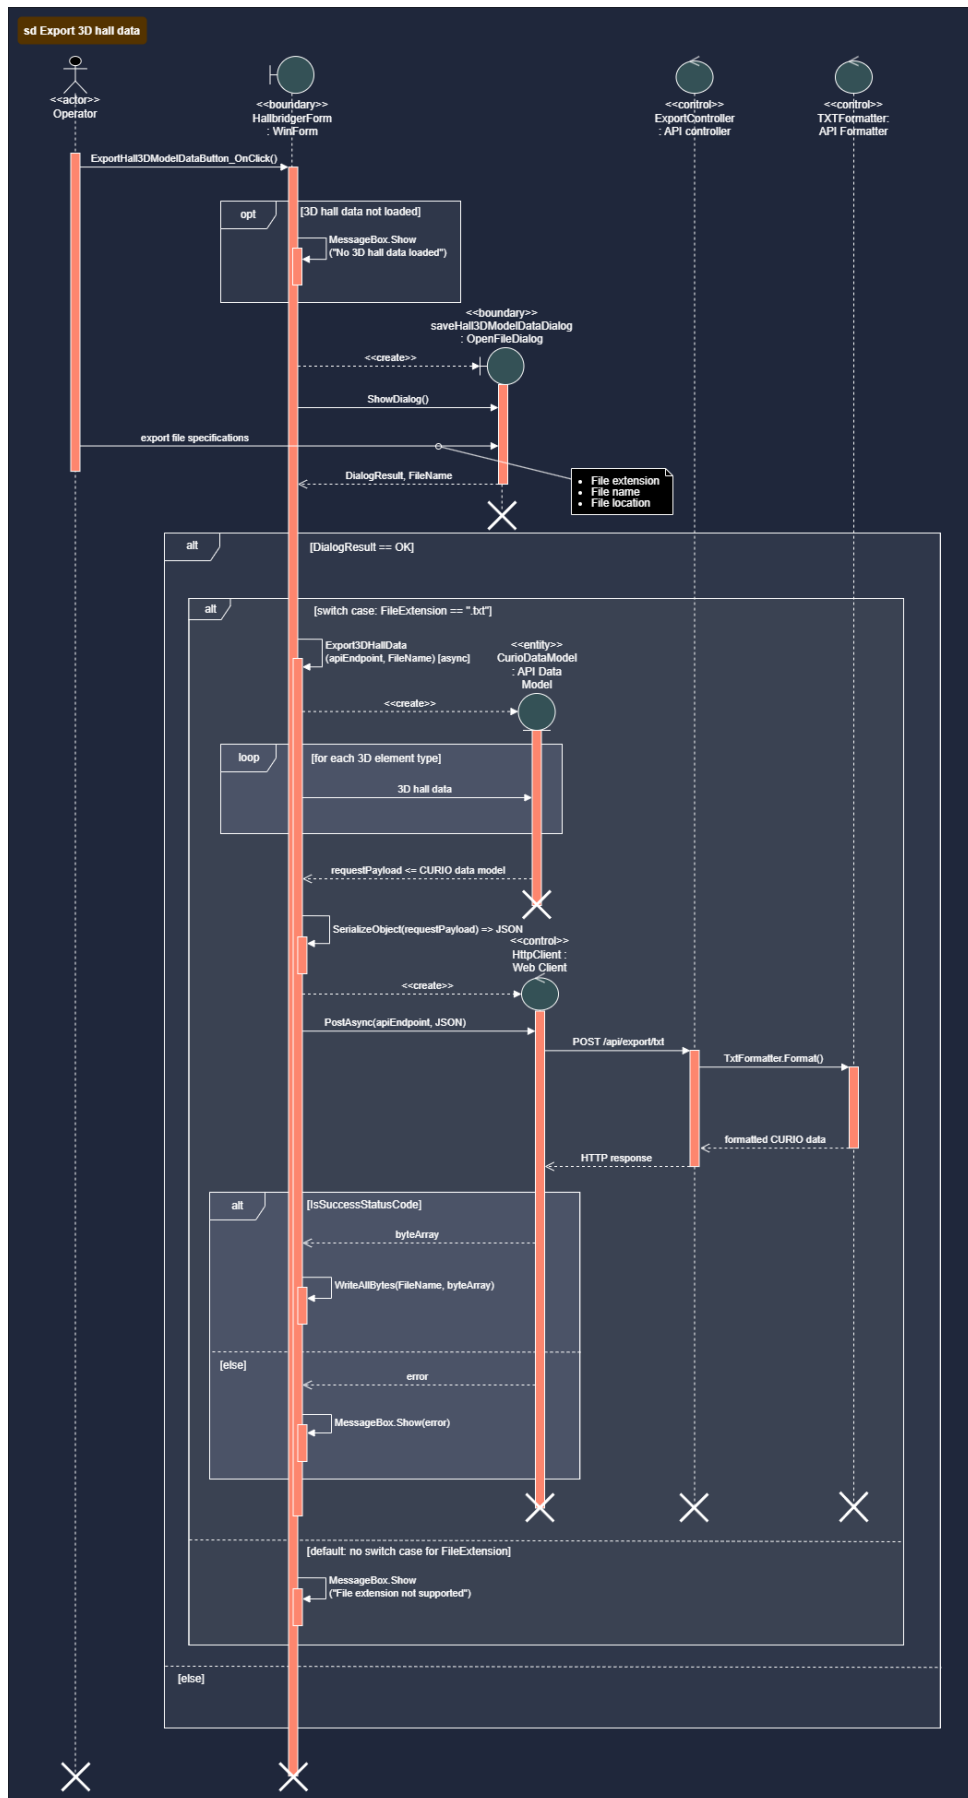 sd Export 3D hall data
<<actor>>
Operator
<<boundary>>
HallbridgerForm
: WinForm
<<control>>
ExportController
: API controller
<<control>>
TXTFormatter:
API Formatter
ExportHall3DModelDataButton_OnClick()
opt
[3D hall data not loaded]
MessageBox.Show
("No 3D hall data loaded")
<<boundary>>
saveHall3DModelDataDialog
: OpenFileDialog
<<create>>
ShowDialog()
export file specifications
DialogResult, FileName
File extension
File name
File location
alt
[DialogResult == OK]
alt
[switch case: FileExtension == ".txt"]
Export3DHallData
(apiEndpoint, FileName) [async]
<<entity>>
CurioDataModel
: API Data
Model
<<create>>
loop
[for each 3D element type]
3D hall data
requestPayload <= CURIO data model
SerializeObject(requestPayload) => JSON
<<control>>
HttpClient :
Web Client
<<create>>
PostAsync(apiEndpoint, JSON)
POST /api/export/txt
TxtFormatter.Format()
formatted CURIO data
HTTP response
alt
[IsSuccessStatusCode]
byteArray
WriteAllBytes(FileName, byteArray)
[else]
error
MessageBox.Show(error)
[default: no switch case for FileExtension]
MessageBox.Show
("File extension not supported")
[else]